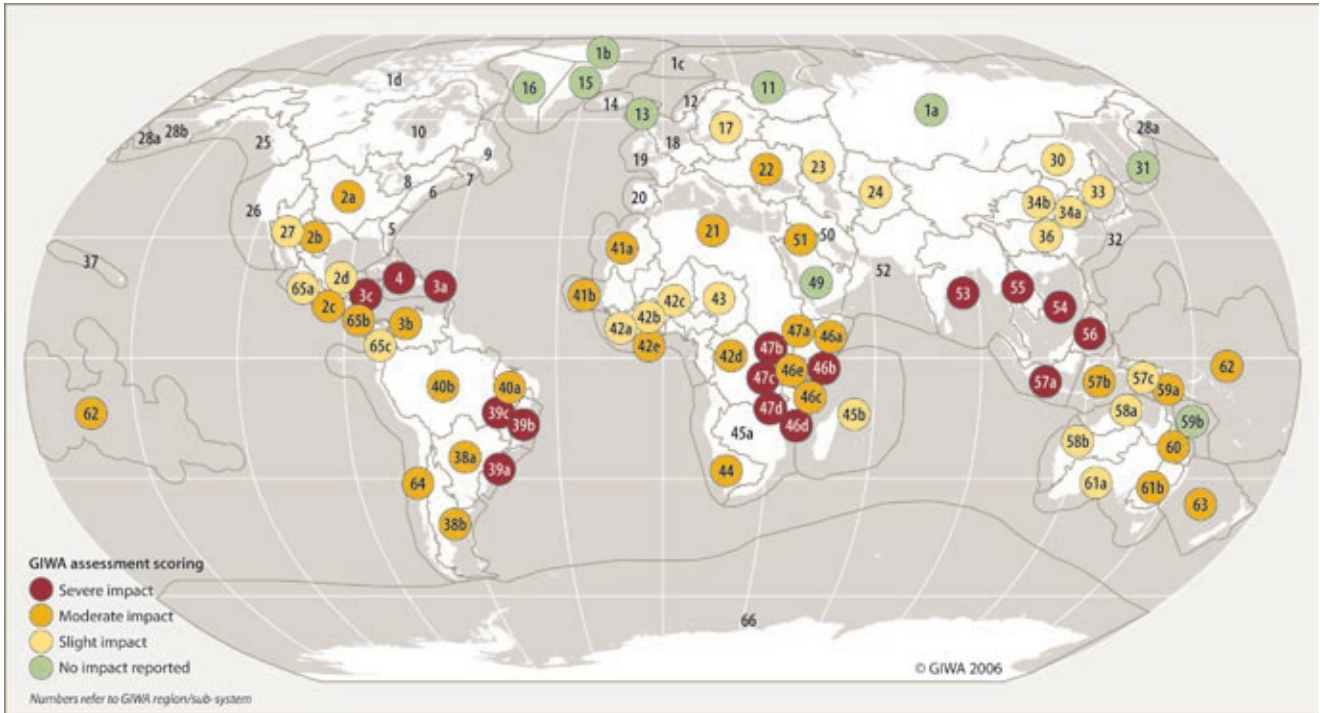 1b
1c
1d 16 15 11
14 12 1a
13
28a 28b 25 10 17 18 28a
9 19 23 30 31
8 7 22
2a 6 20 24 34b 33
26 5 34a
27 2b 41a 21 51 50 36 32
37 52
65a 2d 4 3a 41b 49 53 55
3c 42c 43 54
2c 65b 3b 42b
65c 42a 42e 47a 46a 56
42d 47b 46b
40b 40a 47c 46e 57a 57b 57c 59a 62
62 39c 46c
39b 47d 46d 45b 58a 59b
45a 58b 60
38a 39a 44
64 61a 61b
38b 63
GIWA assessment scoring
Severe impact
Moderate impact
Slight impact
66
No impact reported
© GIWA 2006
Numbers refer to GIWA region/sub-system